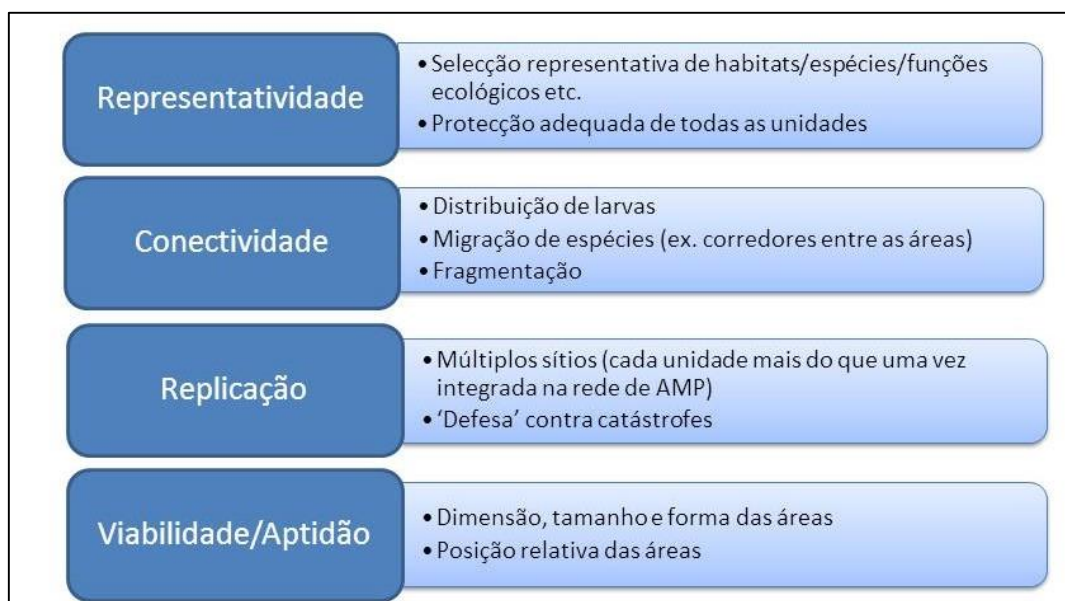 Representatividade
•Selecção representativa de habitats/espécies/funções
ecológicos etc.
•Protecção adequada de todas as unidades
Conectividade
•Distribuição de larvas
•Migração de espécies (ex. corredores entre as áreas)
•Fragmentação
Replicação
•Múltiplos sítios (cada unidade mais do que uma vez
integrada na rede de AMP)
•‘Defesa’ contra catástrofes
Viabilidade/Aptidão
•Dimensão, tamanho e forma das áreas
•Posição relativa das áreas